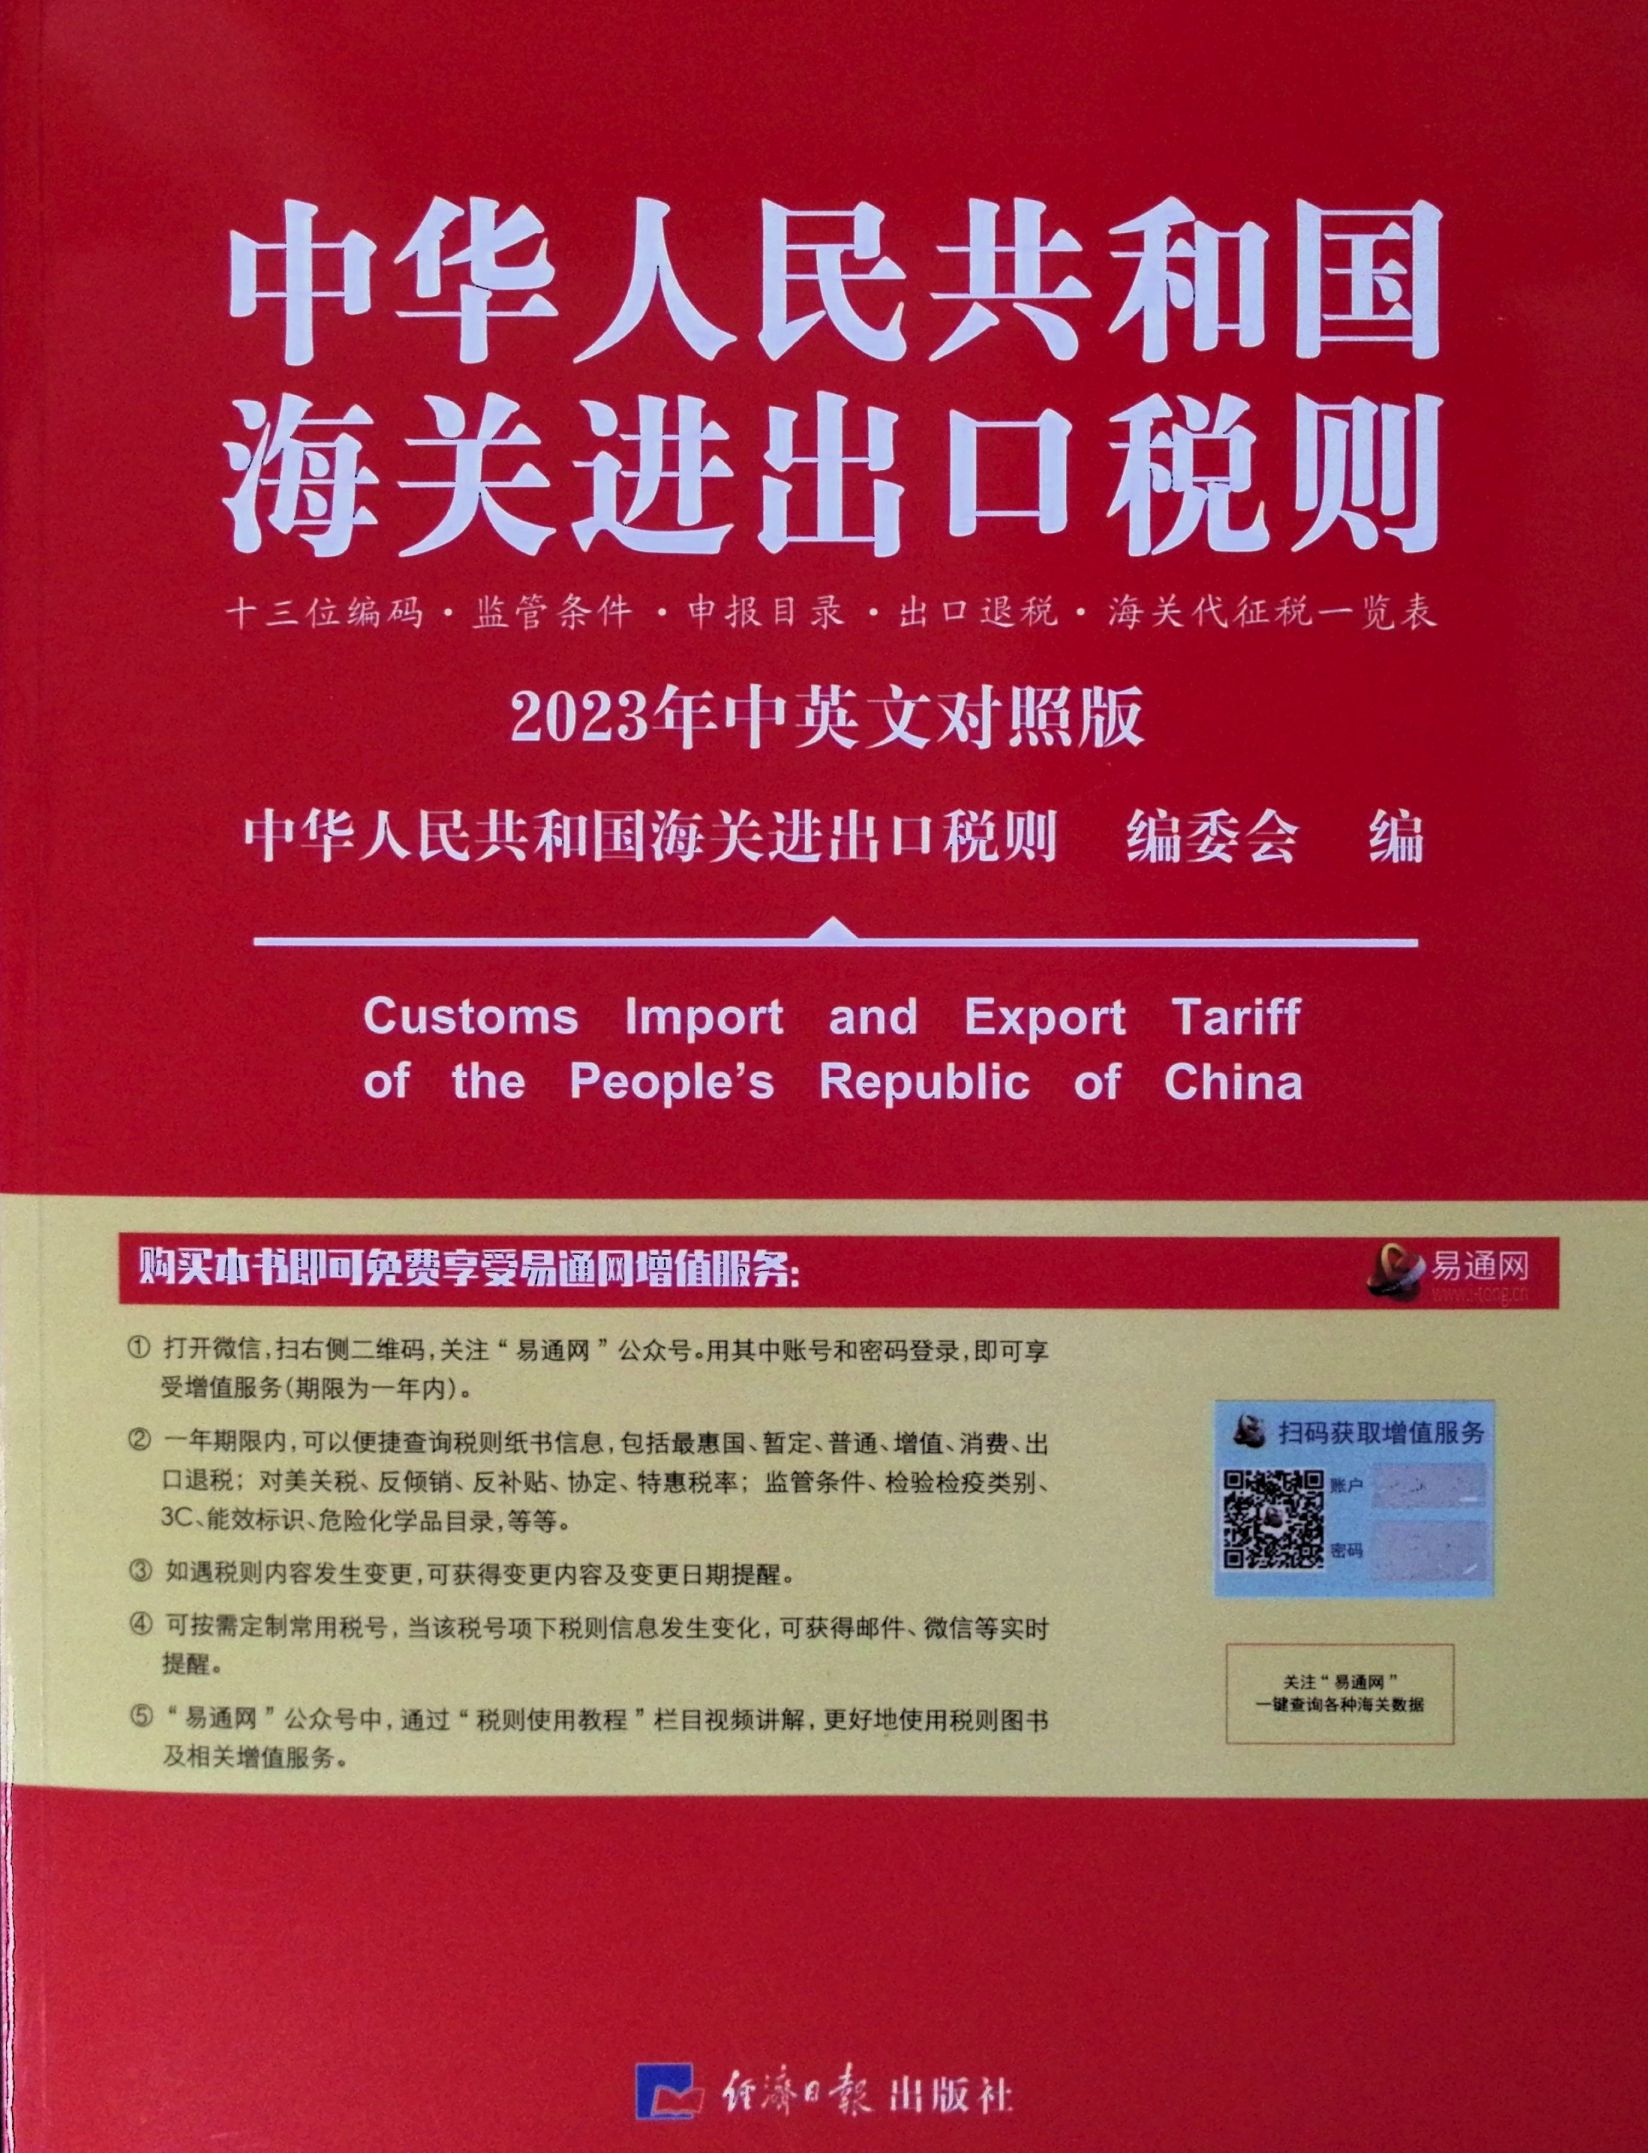 中华人民共和国
海关进出口税则
十三位编码·监管条件·申报目录·出口退税·海关代征税一览表
2023年中英文对照版
中华人民共和国海关进出口税则 编委会 编
Customs Import and Export Tariff
of the People's Republic of China
购买本书即可免费享受易通网增值服务:
易通网
www.i-tong.cn
① 打开微信,扫右侧二维码,关注“易通网”公众号。用其中账号和密码登录,即可享
受增值服务(期限为一年内)。
② 一年期限内,可以便捷查询税则纸书信息,包括最惠国、暂定、普通、增值、消费、出
口退税；对美关税、反倾销、反补贴、协定、特惠税率；监管条件、检验检疫类别、
3C、能效标识、危险化学品目录,等等。
③ 如遇税则内容发生变更,可获得变更内容及变更日期提醒。
④ 可按需定制常用税号,当该税号项下税则信息发生变化,可获得邮件、微信等实时
提醒。
⑤ “易通网”公众号中,通过“税则使用教程”栏目视频讲解,更好地使用税则图书
及相关增值服务。
扫码获取增值服务
账户
密码
关注“易通网”
一键查询各种海关数据
经济日报出版社